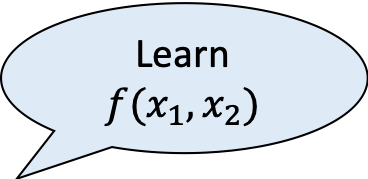 Learn
f(x₁, x₂)